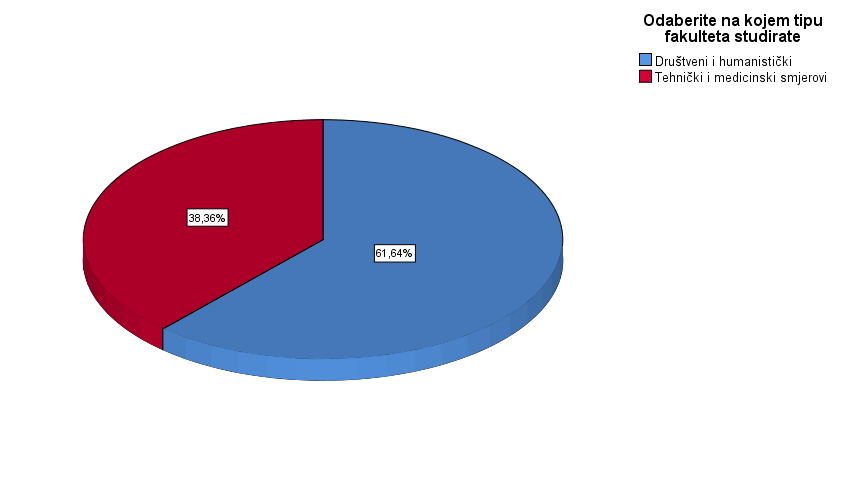 Odaberite na kojem tipu
fakulteta studirate
Društveni i humanistički
Tehnički i medicinski smjerovi
38,36%
61,64%